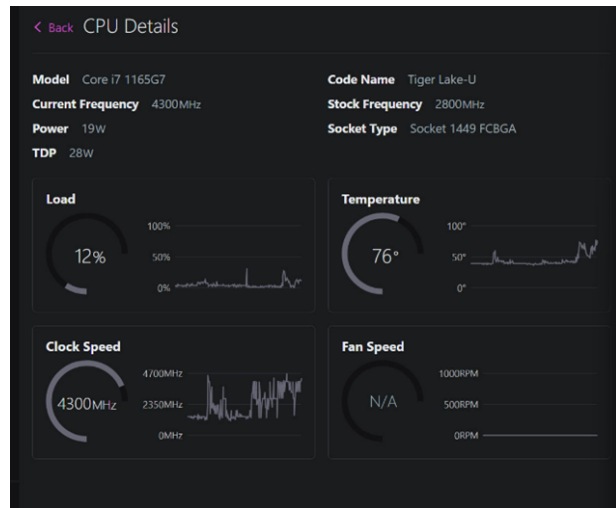 < Back CPU Details
Model Core i7 1165G7
Code Name Tiger Lake-U
Current Frequency 4300MHz
Stock Frequency 2800MHz
Power 19W
Socket Type Socket 1449 FCBGA
TDP 28W
Load
12%
100%
50%
0%
Temperature
76°
100°
50°
0°
Clock Speed
4300MHz
4700MHz
2350MHz
0MHz
Fan Speed
N/A
1000RPM
500RPM
0RPM